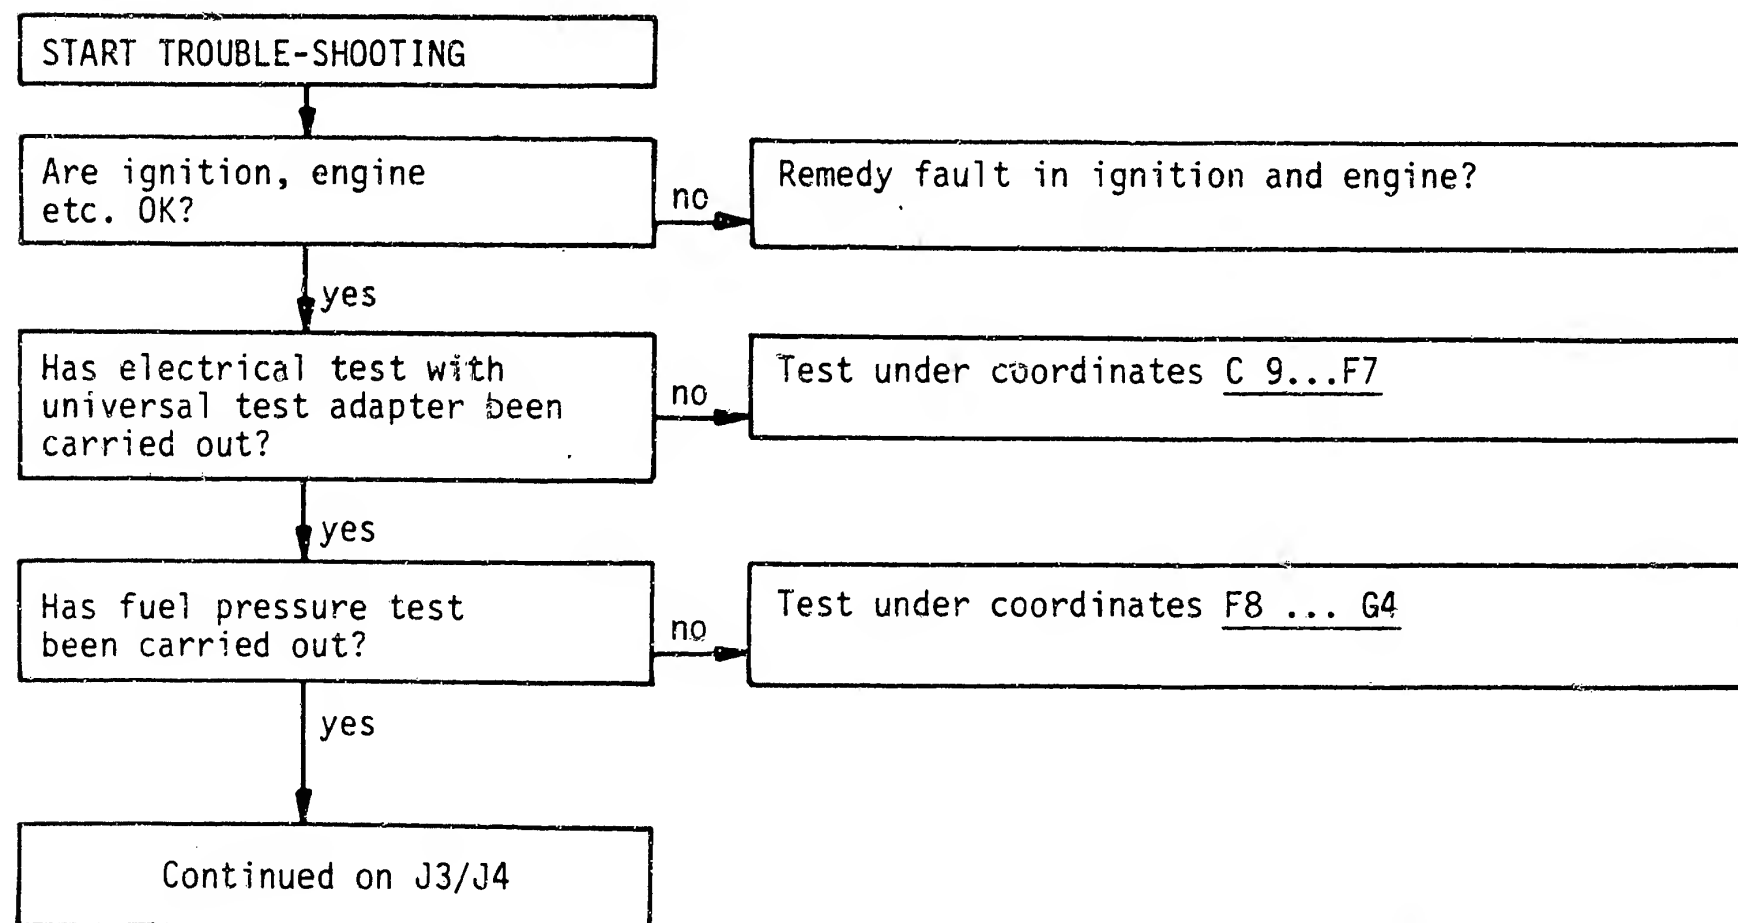 START TROUBLE-SHOOTING
Are ignition, engine
etc. OK?
no
Remedy fault in ignition and engine?
yes
Has electrical test with
universal test adapter been
carried out?
no
Test under coordinates C 9...F7
yes
Has fuel pressure test
been carried out?
no
Test under coordinates F8 ... G4
yes
Continued on J3/J4